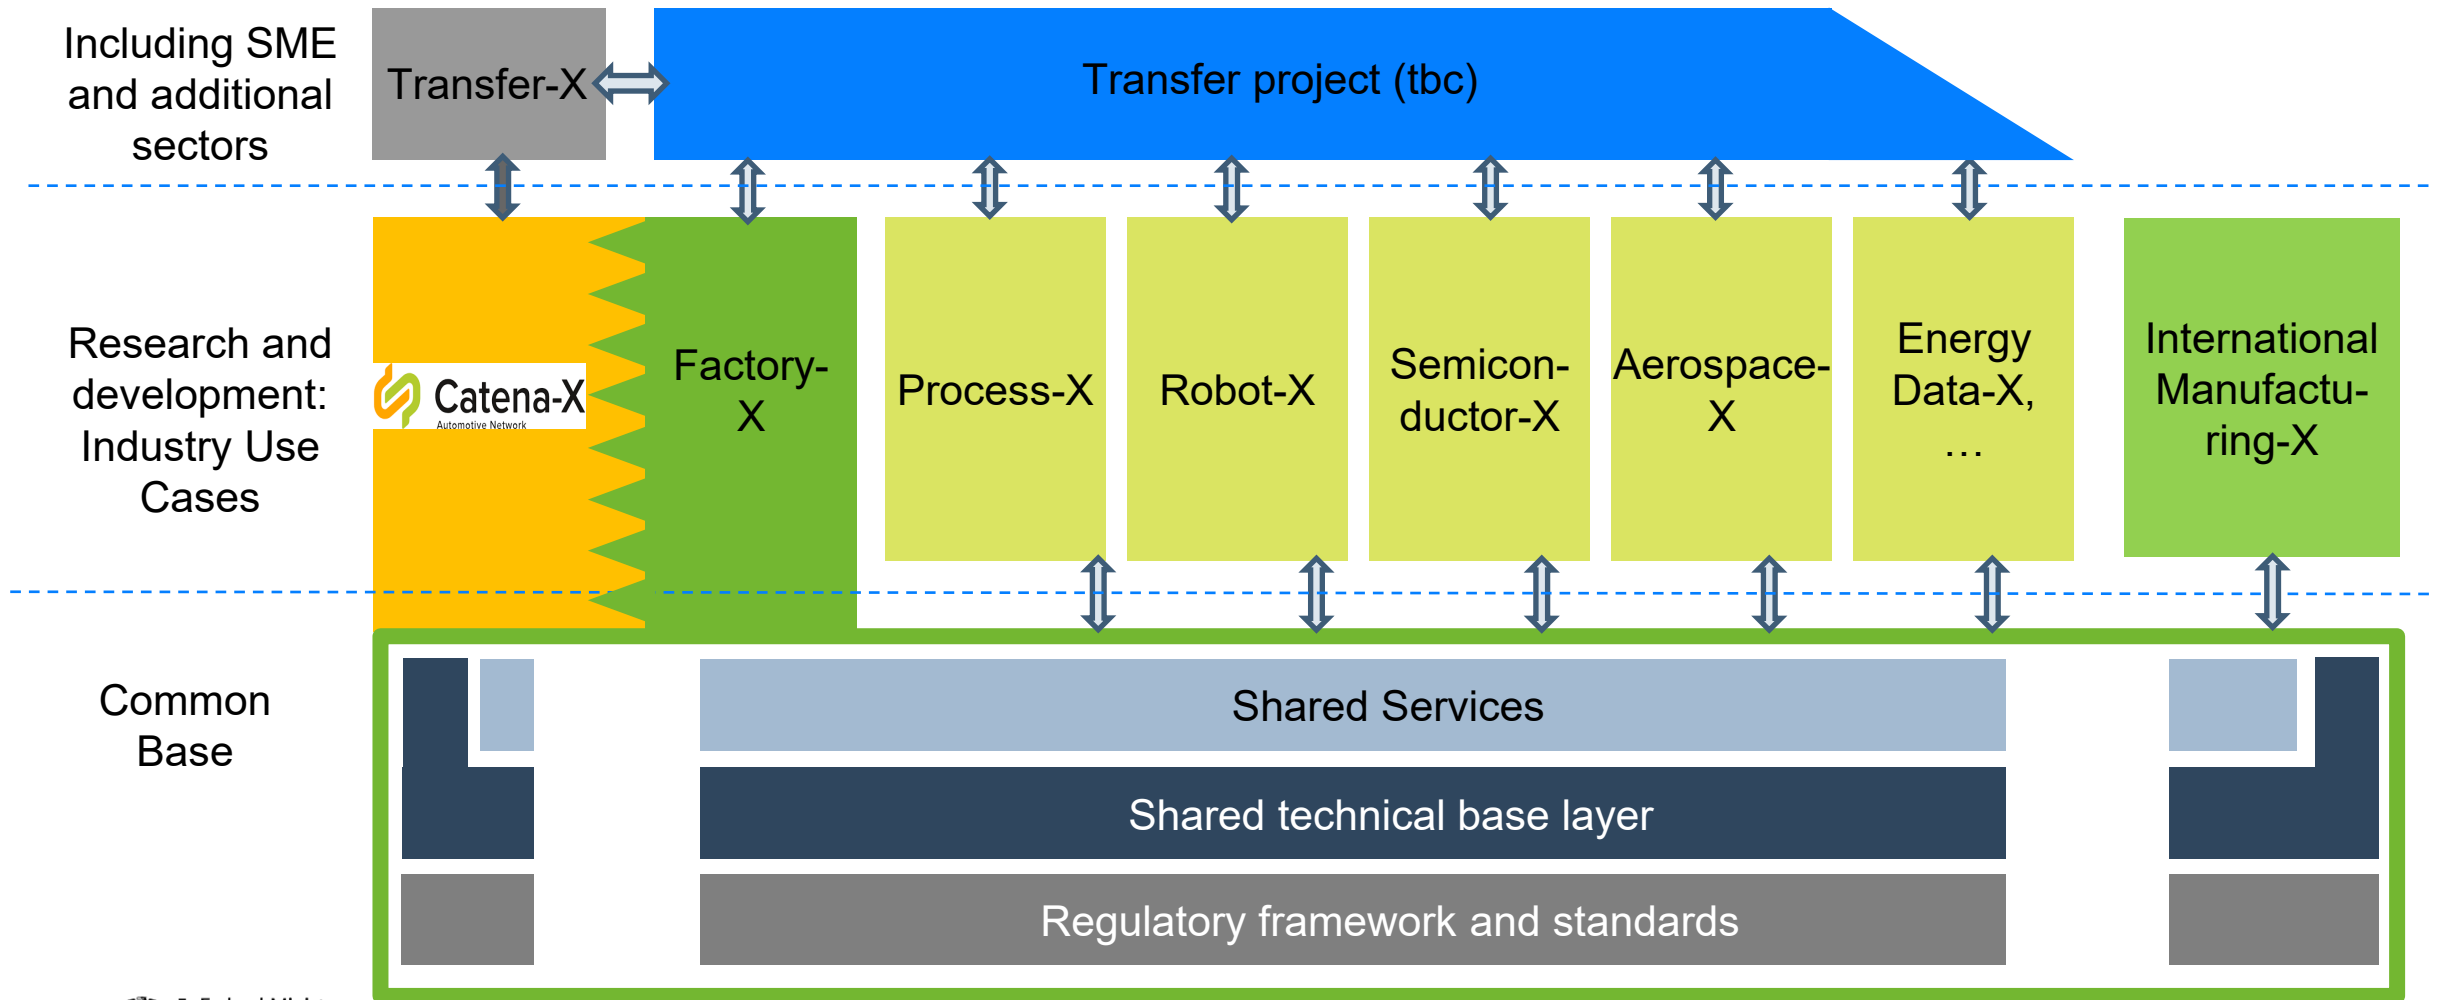 Including SME
and additional
sectors
Transfer-X
Transfer project (tbc)
Research and
development:
Industry Use
Cases
Catena-X
Automotive Network
Factory-
X
Process-X
Robot-X
Semicon-
ductor-X
Aerospace-
X
Energy
Data-X,
…
International
Manufactu-
ring-X
Common
Base
Shared Services
Shared technical base layer
Regulatory framework and standards